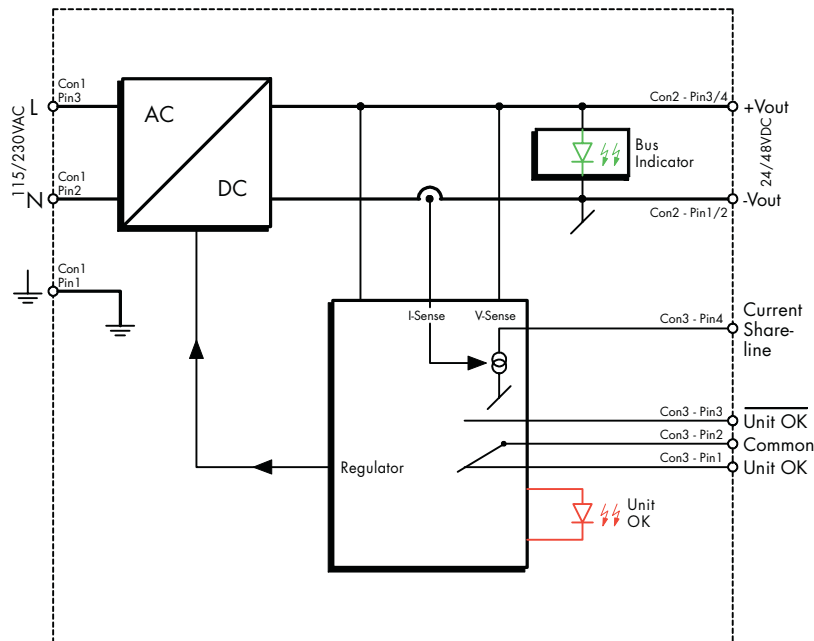 115/230VAC
L
Con1
Pin3
N
Con1
Pin2
Con1
Pin1
AC
DC
Con2 - Pin3/4
+Vout
24/48VDC
Bus
Indicator
-Vout
Con2 - Pin1/2
I-Sense
V-Sense
Con3 - Pin4
Current
Share-
line
Con3 - Pin3
Unit OK
Con3 - Pin2
Common
Con3 - Pin1
Unit OK
Regulator
Unit
OK